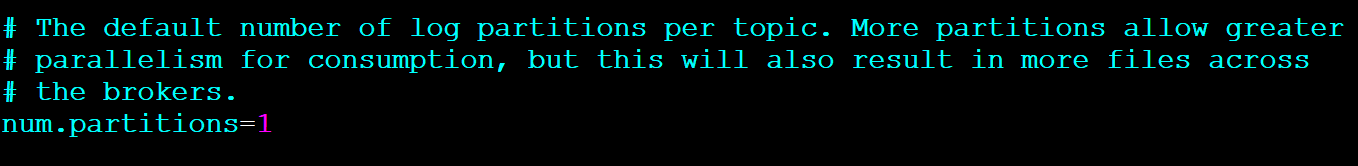 # The default number of log partitions per topic. More partitions allow greater
# parallelism for consumption, but this will also result in more files across
# the brokers.
num.partitions=1